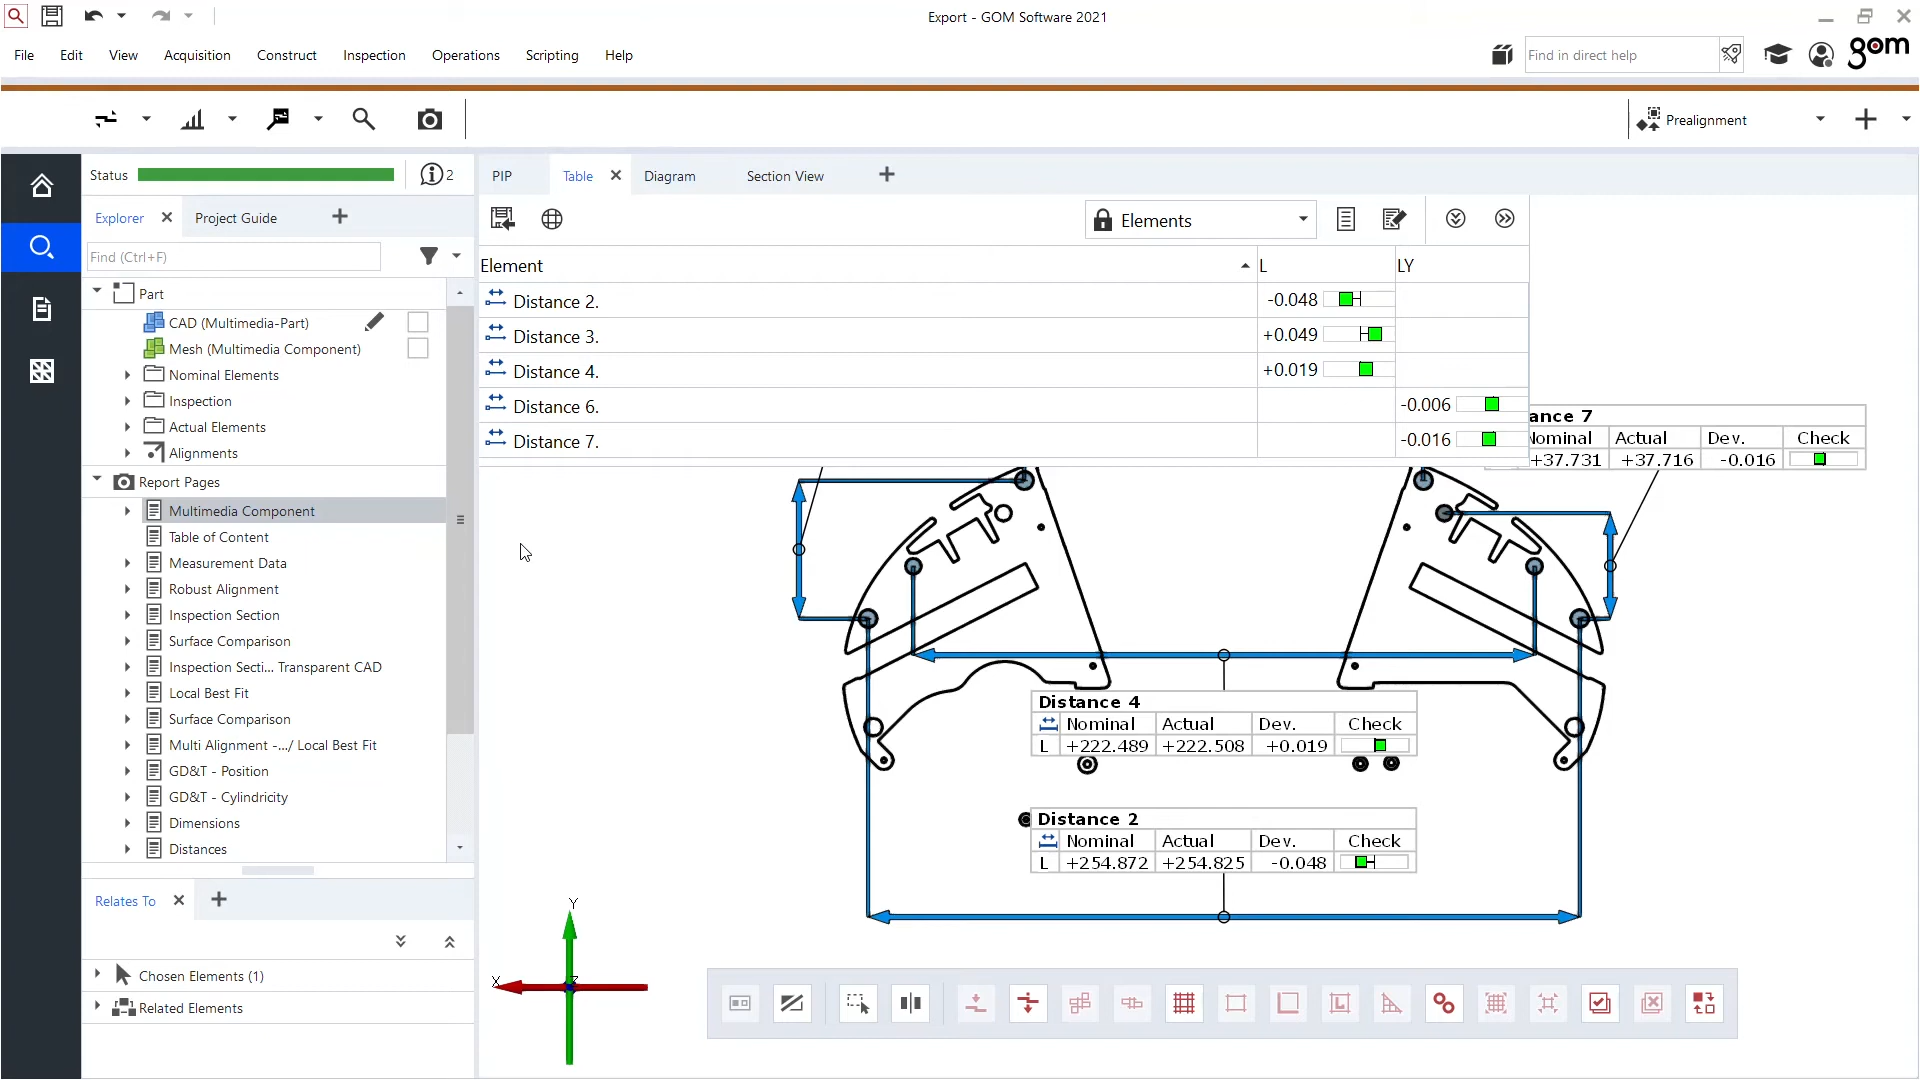 Export - GOM Software 2021
File Edit View Acquisition Construct Inspection Operations Scripting Help
Find in direct help
gom
Prealignment
Status
2
PIP
Table
Diagram
Section View
Explorer
Project Guide
Find (Ctrl+F)
Elements
Element L LY
Distance 2. -0.048
Distance 3. +0.049
Distance 4. +0.019
Distance 6. -0.006
Distance 7. -0.016
Part
CAD (Multimedia-Part)
Mesh (Multimedia Component)
Nominal Elements
Inspection
Actual Elements
Alignments
Report Pages
Multimedia Component
Table of Content
Measurement Data
Robust Alignment
Inspection Section
Surface Comparison
Inspection Secti... Transparent CAD
Local Best Fit
Surface Comparison
Multi Alignment -.../ Local Best Fit
GD&T - Position
GD&T - Cylindricity
Dimensions
Distances
Relates To
Chosen Elements (1)
Related Elements
ance 7
Nominal Actual Dev. Check
+37.731 +37.716 -0.016
Distance 4
Nominal Actual Dev. Check
L +222.489 +222.508 +0.019
Distance 2
Nominal Actual Dev. Check
L +254.872 +254.825 -0.048
Y
X
Z